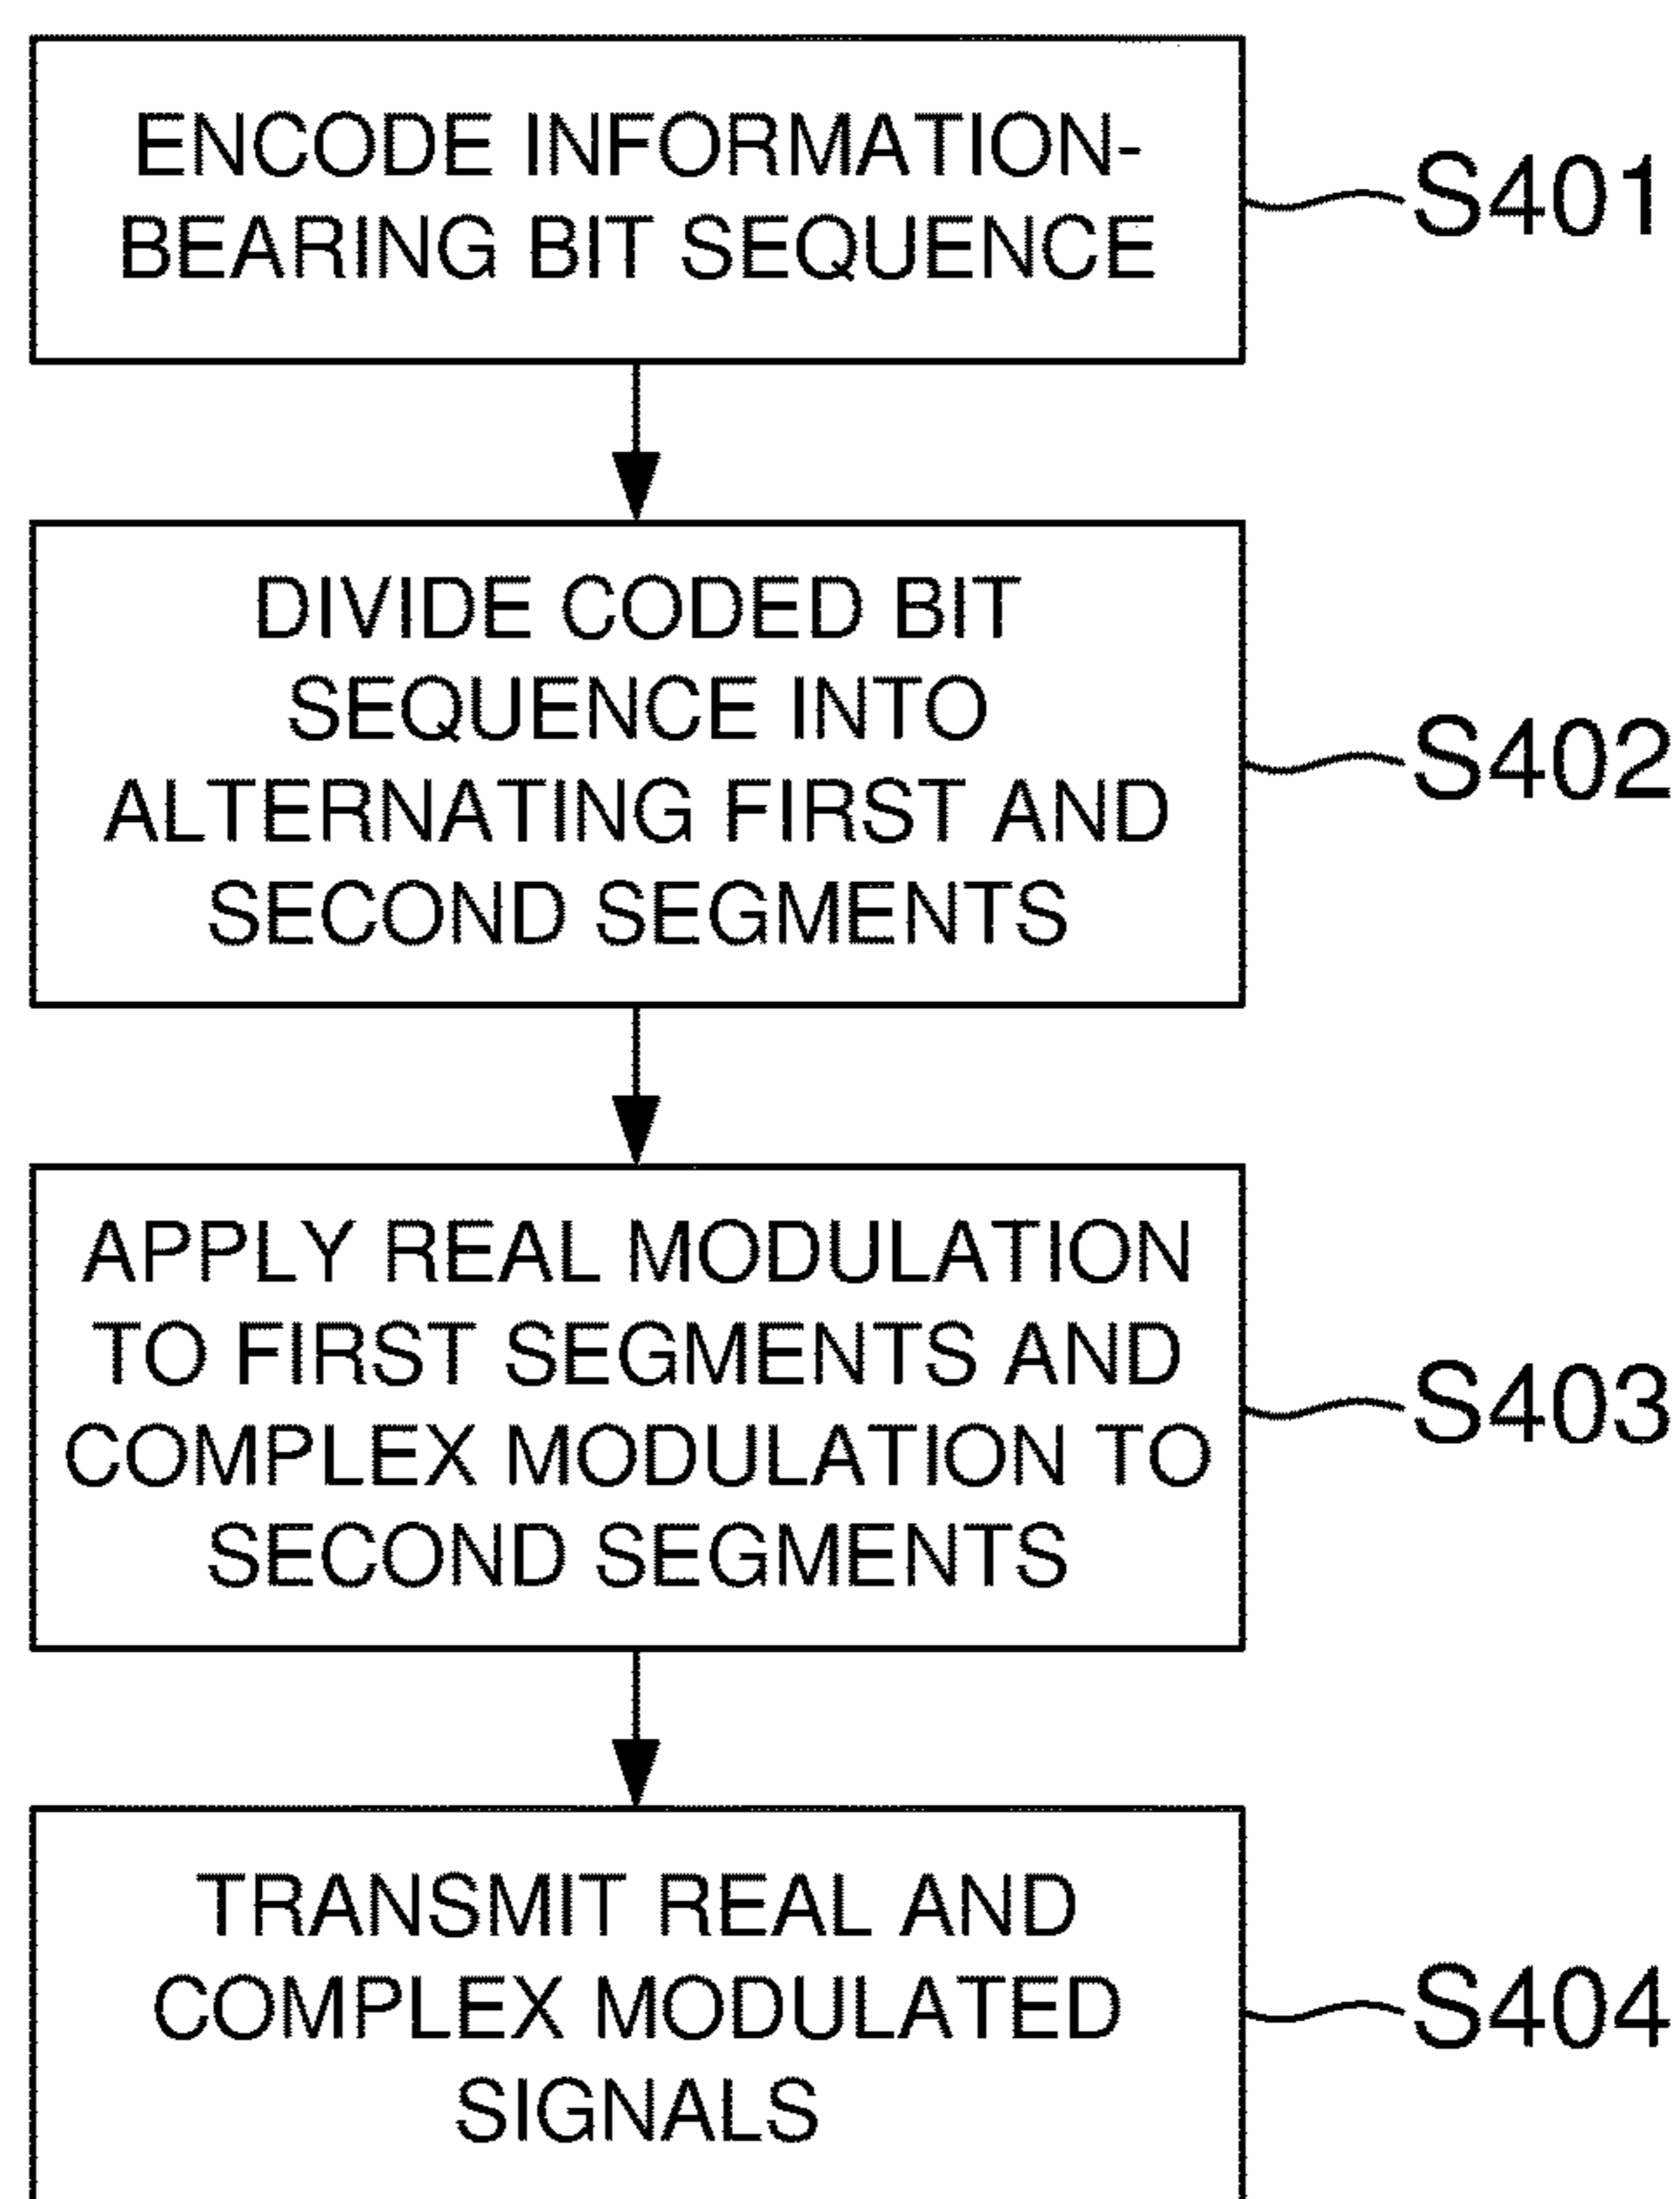 ENCODE INFORMATION-
BEARING BIT SEQUENCE
S401
DIVIDE CODED BIT
SEQUENCE INTO
ALTERNATING FIRST AND
SECOND SEGMENTS
S402
APPLY REAL MODULATION
TO FIRST SEGMENTS AND
COMPLEX MODULATION TO
SECOND SEGMENTS
S403
TRANSMIT REAL AND
COMPLEX MODULATED
SIGNALS
S404